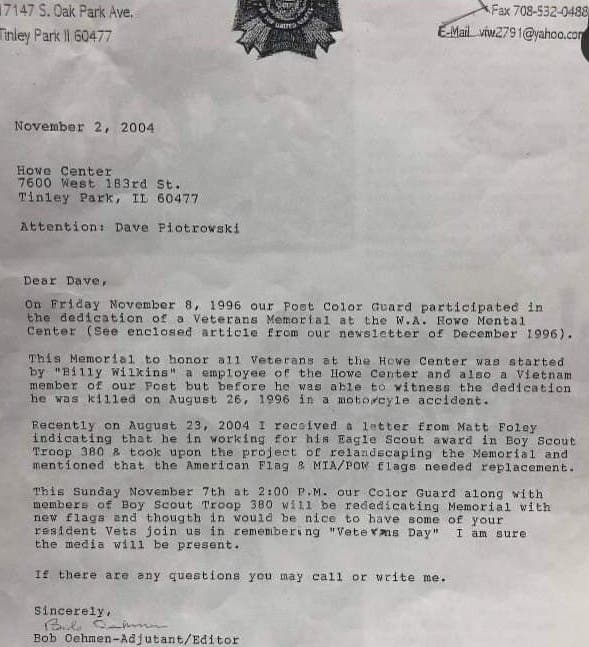 17147 S. Oak Park Ave.
Tinley Park Il 60477
Fax 708-532-0488
E-Mail vfw2791@yahoo.com
November 2, 2004
Howe Center
7600 West 183rd St.
Tinley Park, IL 60477
Attention: Dave Piotrowski
Dear Dave,
On Friday November 8, 1996 our Post Color Guard participated in
the dedication of a Veterans Memorial at the W.A. Howe Mental
Center (See enclosed article from our newsletter of December 1996).
This Memorial to honor all Veterans at the Howe Center was started
by "Billy Wilkins" a employee of the Howe Center and also a Vietnam
member of our Post but before he was able to witness the dedication
he was killed on August 26, 1996 in a motorcyle accident.
Recently on August 23, 2004 I received a letter from Matt Foley
indicating that he in working for his Eagle Scout award in Boy Scout
Troop 380 & took upon the project of relandscaping the Memorial and
mentioned that the American Flag & MIA/POW flags needed replacement.
This Sunday November 7th at 2:00 P.M. our Color Guard along with
members of Boy Scout Troop 380 will be rededicating Memorial with
new flags and thougth in would be nice to have some of your
resident Vets join us in remembering "Veterans Day" I am sure
the media will be present.
If there are any questions you may call or write me.
Sincerely,
Bob Oehmen
Bob Oehmen-Adjutant/Editor